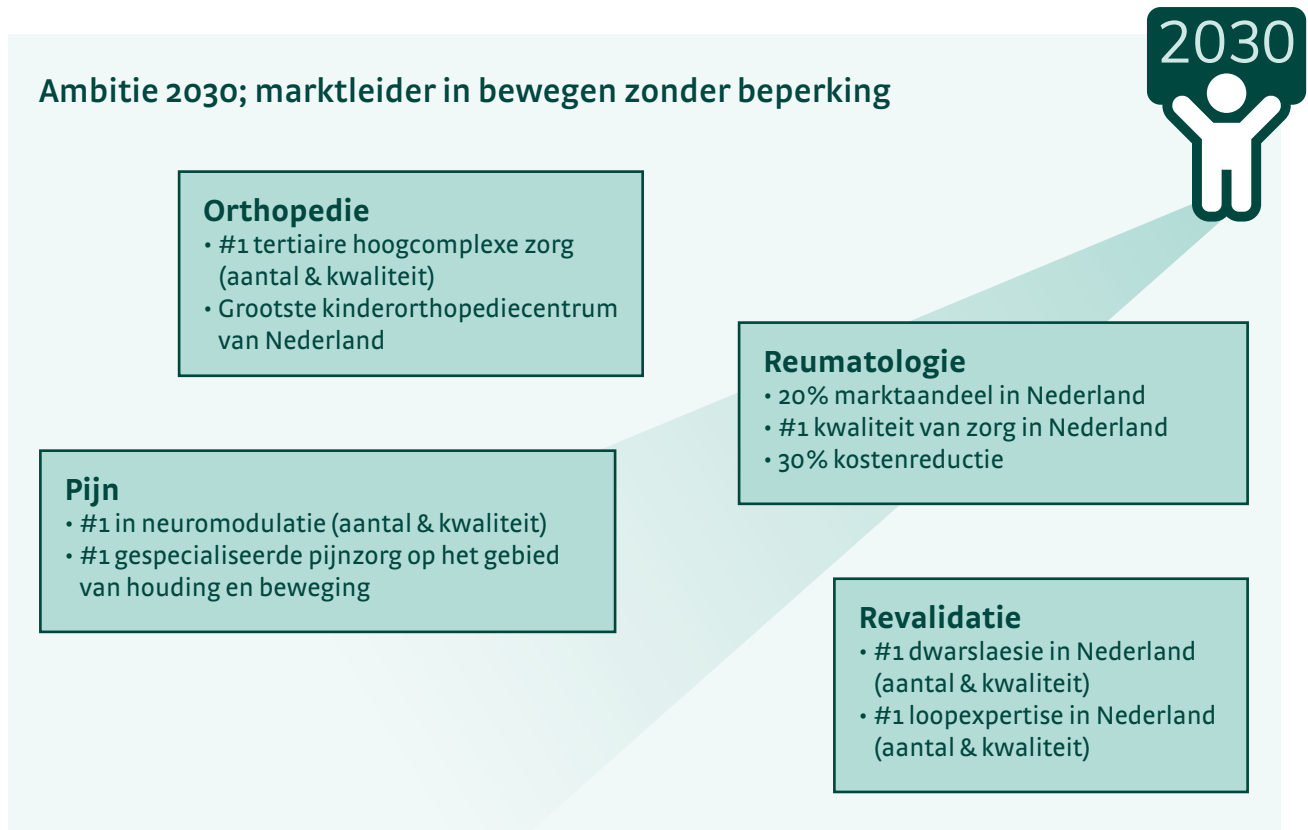 2030
Ambitie 2030; marktleider in bewegen zonder beperking
Orthopedie
• #1 tertiaire hoogcomplexe zorg
(aantal & kwaliteit)
• Grootste kinderorthopediecentrum
van Nederland
Reumatologie
• 20% marktaandeel in Nederland
• #1 kwaliteit van zorg in Nederland
• 30% kostenreductie
Pijn
• #1 in neuromodulatie (aantal & kwaliteit)
• #1 gespecialiseerde pijnzorg op het gebied
van houding en beweging
Revalidatie
• #1 dwarslaesie in Nederland
(aantal & kwaliteit)
• #1 loopexpertise in Nederland
(aantal & kwaliteit)